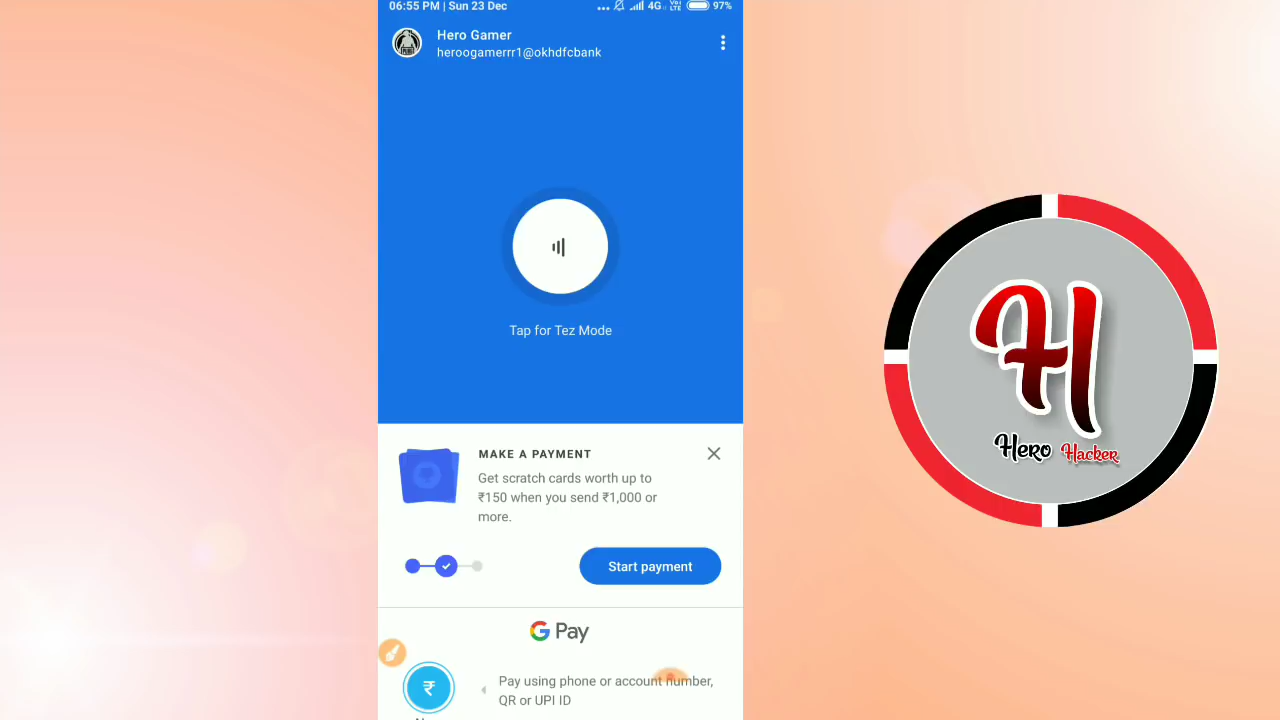 06:55 PM | Sun 23 Dec
4G
VoLTE
97%
Hero Gamer
heroogamerrr1@okhdfcbank
Tap for Tez Mode
MAKE A PAYMENT
Get scratch cards worth up to
₹150 when you send ₹1,000 or
more.
Start payment
G Pay
₹
Pay using phone or account number,
QR or UPI ID
H
Hero Hacker